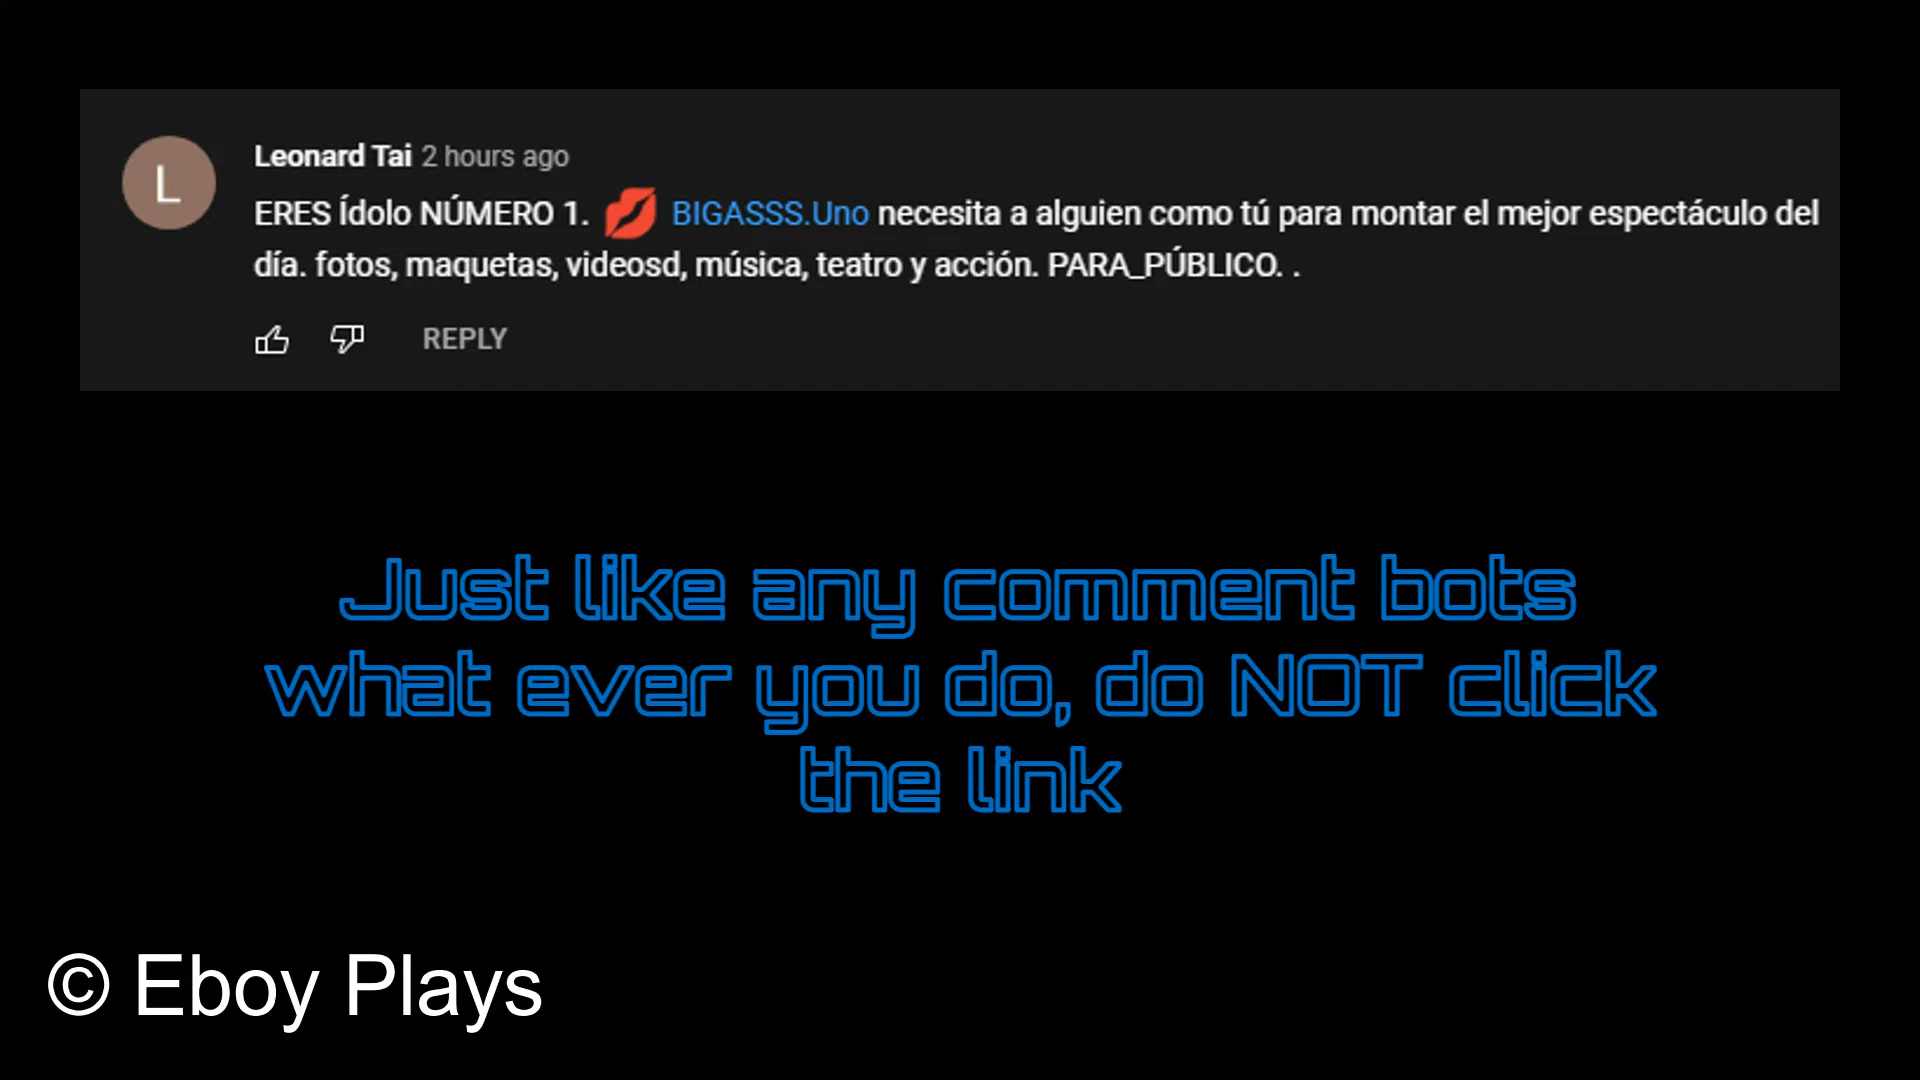 L
Leonard Tai 2 hours ago
ERES ídolo NÚMERO 1. 💋 BIGASSS.Uno necesita a alguien como tú para montar el mejor espectáculo del
día. fotos, maquetas, videosd, música, teatro y acción. PARA_PÚBLICO. .
REPLY
Just like any comment bots
what ever you do, do NOT click
the link
© Eboy Plays